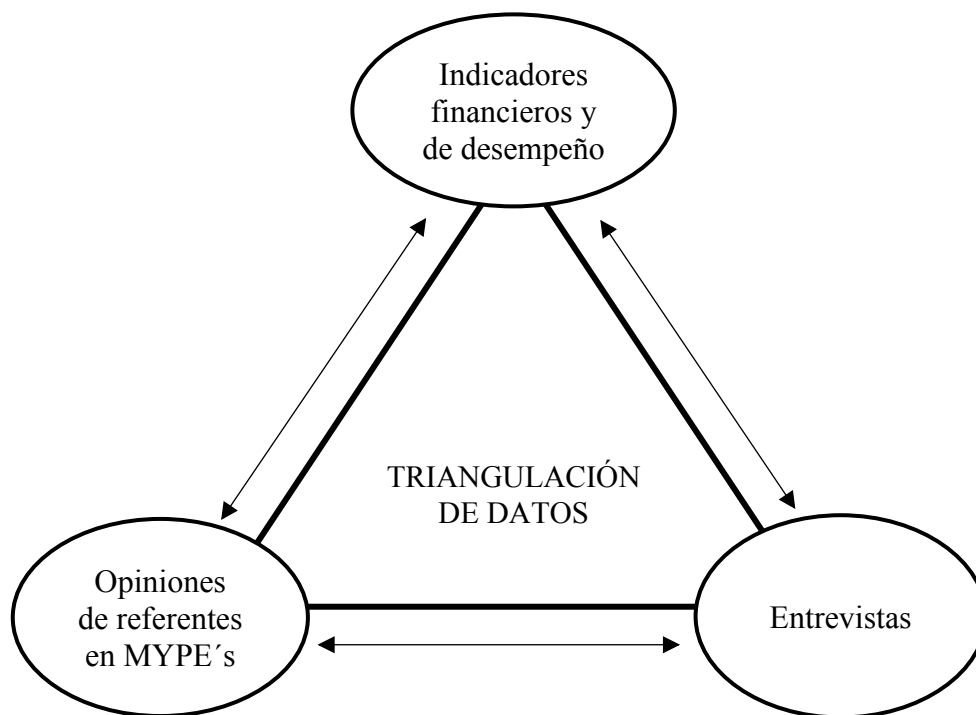 Indicadores
financieros y
de desempeño
TRIANGULACIÓN
DE DATOS
Opiniones
de referentes
en MYPE´s
Entrevistas